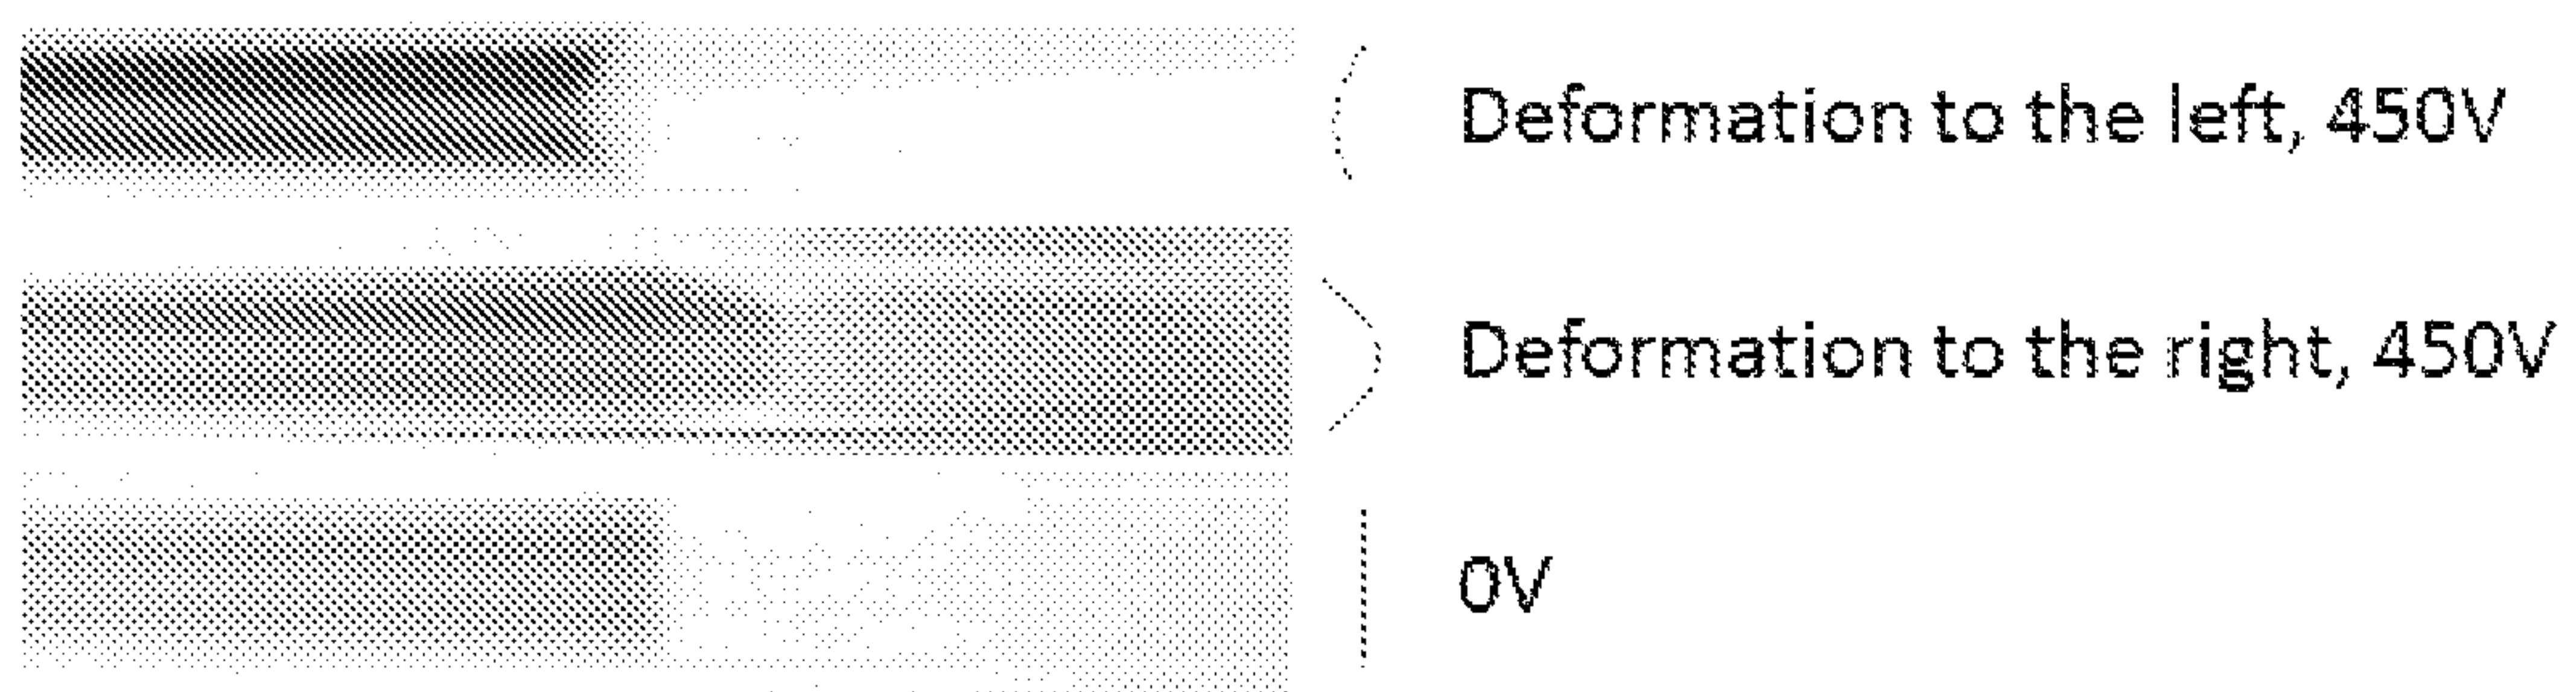 Deformation to the left, 450V
Deformation to the right, 450V
0V